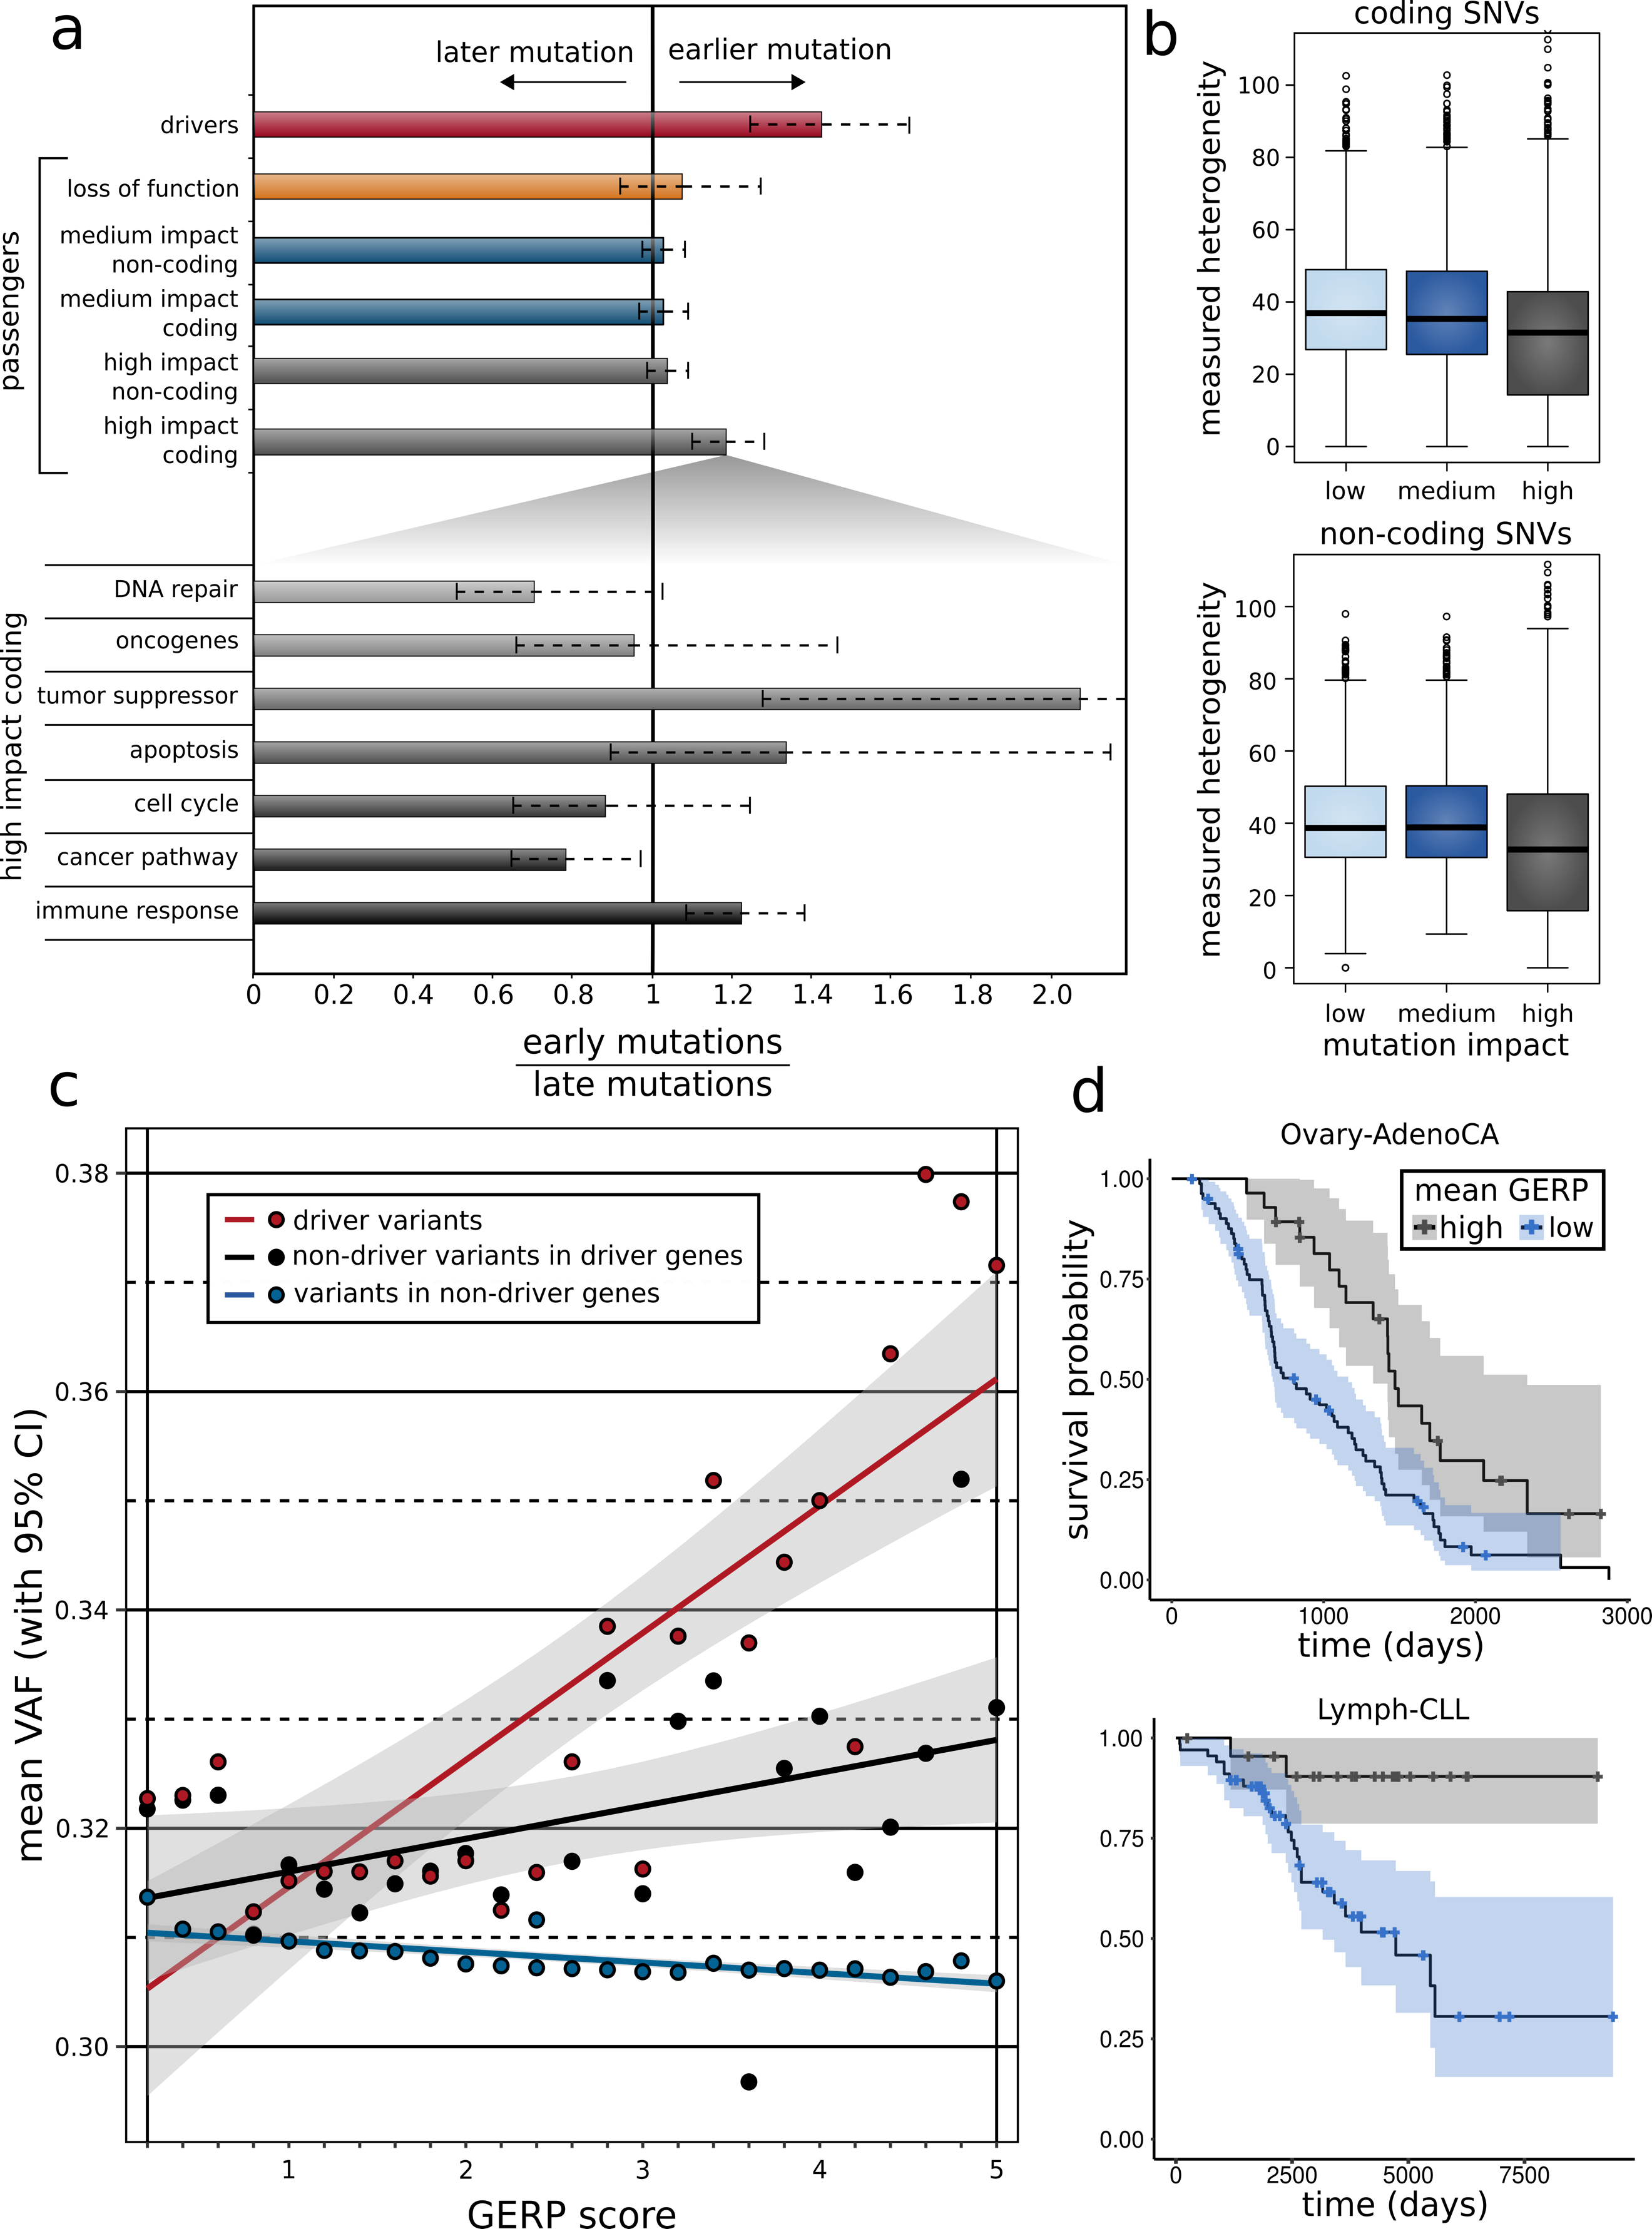 a
later mutation
earlier mutation
drivers
passengers
loss of function
medium impact
non-coding
medium impact
coding
high impact
non-coding
high impact
coding
high impact coding
DNA repair
oncogenes
tumor suppressor
apoptosis
cell cycle
cancer pathway
immune response
0 0.2 0.4 0.6 0.8 1 1.2 1.4 1.6 1.8 2.0
early mutations
late mutations
b
coding SNVs
measured heterogeneity
100
80
60
40
20
0
low medium high
non-coding SNVs
measured heterogeneity
100
80
60
40
20
0
low medium high
mutation impact
c
mean VAF (with 95% CI)
0.38
0.36
0.34
0.32
0.30
driver variants
non-driver variants in driver genes
variants in non-driver genes
1 2 3 4 5
GERP score
d
Ovary-AdenoCA
survival probability
1.00
0.75
0.50
0.25
0.00
mean GERP
high low
0 1000 2000 3000
time (days)
Lymph-CLL
1.00
0.75
0.50
0.25
0.00
0 2500 5000 7500
time (days)